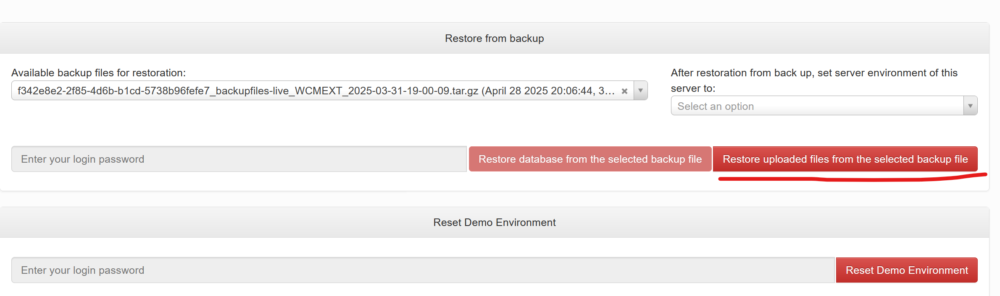 Restore from backup
Available backup files for restoration:
f342e8e2-2f85-4d6b-b1cd-5738b96fefe7_backupfiles-live_WCMEXT_2025-03-31-19-00-09.tar.gz (April 28 2025 20:06:44, 3...
After restoration from back up, set server environment of this
server to:
Select an option
Enter your login password
Restore database from the selected backup file
Restore uploaded files from the selected backup file
Reset Demo Environment
Enter your login password
Reset Demo Environment